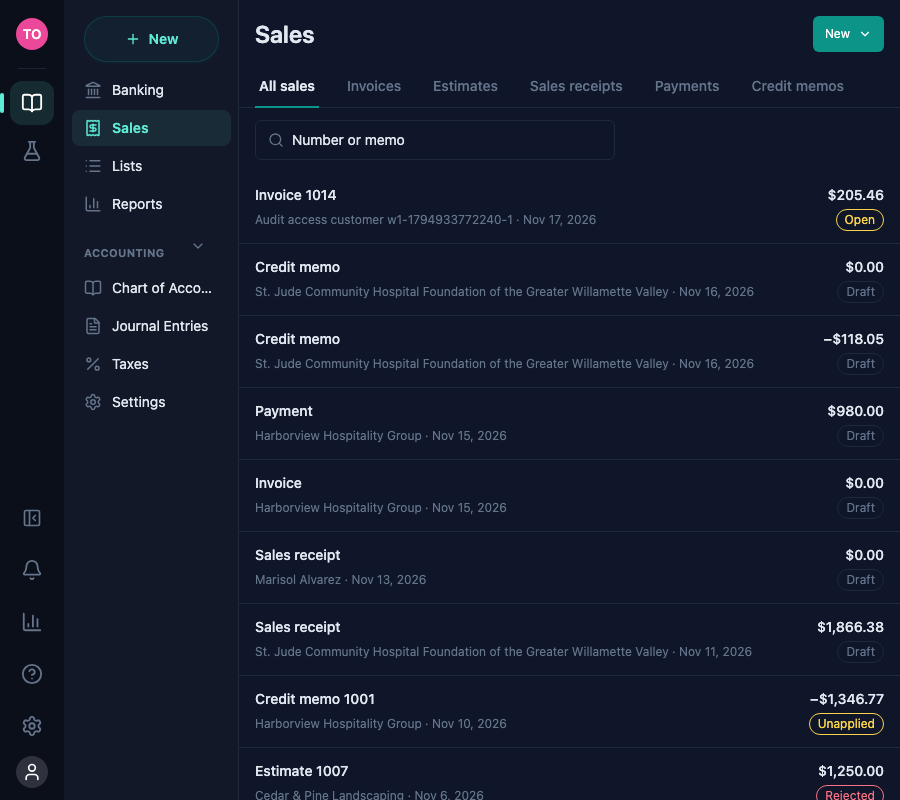 TO
New
Banking
Sales
Lists
Reports
ACCOUNTING
Chart of Acco...
Journal Entries
Taxes
Settings
Sales
New
All sales
Invoices
Estimates
Sales receipts
Payments
Credit memos
Number or memo
Invoice 1014
$205.46
Audit access customer w1-1794933772240-1 · Nov 17, 2026
Open
Credit memo
$0.00
St. Jude Community Hospital Foundation of the Greater Willamette Valley · Nov 16, 2026
Draft
Credit memo
−$118.05
St. Jude Community Hospital Foundation of the Greater Willamette Valley · Nov 16, 2026
Draft
Payment
$980.00
Harborview Hospitality Group · Nov 15, 2026
Draft
Invoice
$0.00
Harborview Hospitality Group · Nov 15, 2026
Draft
Sales receipt
$0.00
Marisol Alvarez · Nov 13, 2026
Draft
Sales receipt
$1,866.38
St. Jude Community Hospital Foundation of the Greater Willamette Valley · Nov 11, 2026
Draft
Credit memo 1001
−$1,346.77
Harborview Hospitality Group · Nov 10, 2026
Unapplied
Estimate 1007
$1,250.00
Cedar & Pine Landscaping · Nov 6, 2026
Rejected